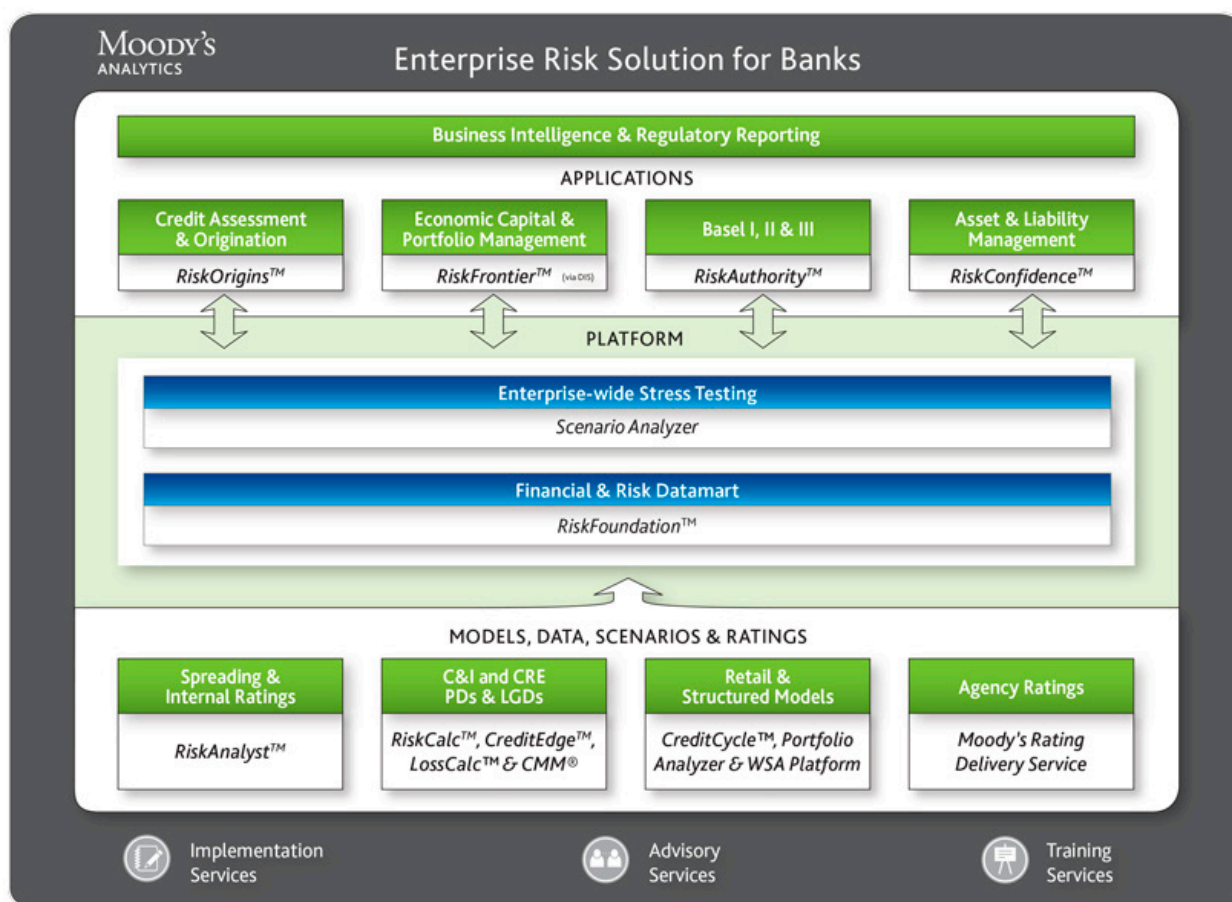 MOODY'S
ANALYTICS
Enterprise Risk Solution for Banks
Business Intelligence & Regulatory Reporting
APPLICATIONS
Credit Assessment
& Origination
RiskOrigins™
Economic Capital &
Portfolio Management
RiskFrontier™ (via DIS)
Basel I, II & III
RiskAuthority™
Asset & Liability
Management
RiskConfidence™
PLATFORM
Enterprise-wide Stress Testing
Scenario Analyzer
Financial & Risk Datamart
RiskFoundation™
MODELS, DATA, SCENARIOS & RATINGS
Spreading &
Internal Ratings
RiskAnalyst™
C&I and CRE
PDs & LGDs
RiskCalc™, CreditEdge™,
LossCalc™ & CMM®
Retail &
Structured Models
CreditCycle™, Portfolio
Analyzer & WSA Platform
Agency Ratings
Moody's Rating
Delivery Service
Implementation
Services
Advisory
Services
Training
Services